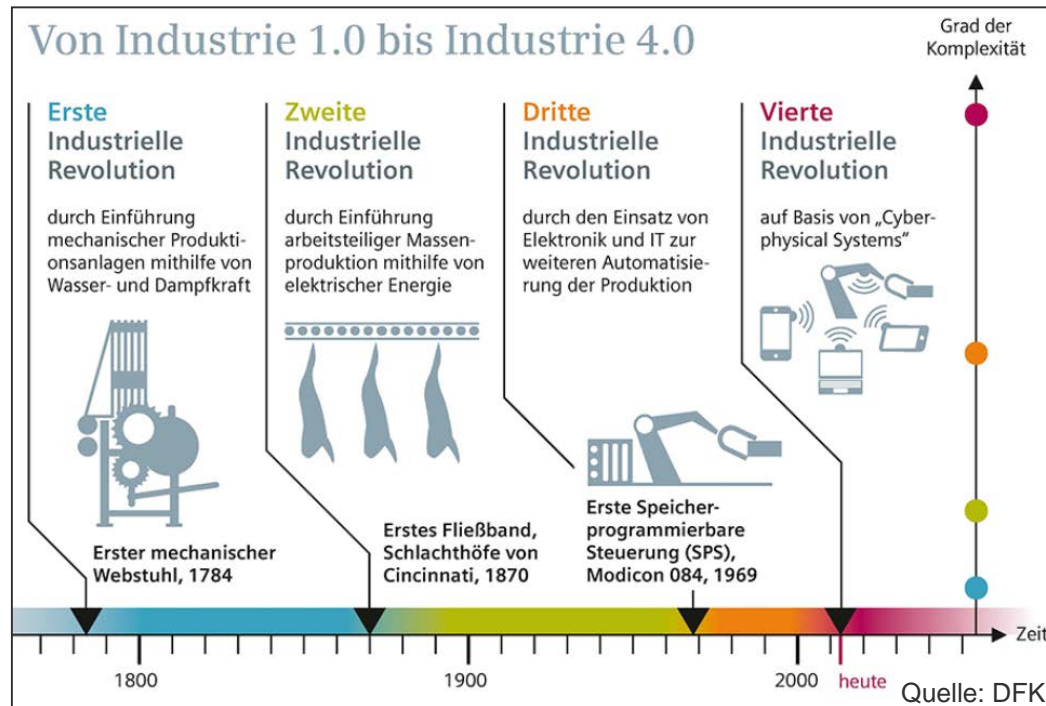 Von Industrie 1.0 bis Industrie 4.0
Grad der
Komplexität
Erste
Industrielle
Revolution
durch Einführung
mechanischer Produkti-
onsanlagen mithilfe von
Wasser- und Dampfkraft
Erster mechanischer
Webstuhl, 1784
Zweite
Industrielle
Revolution
durch Einführung
arbeitsteiliger Massen-
produktion mithilfe von
elektrischer Energie
Erstes Fließband,
Schlachthöfe von
Cincinnati, 1870
Dritte
Industrielle
Revolution
durch den Einsatz von
Elektronik und IT zur
weiteren Automatisie-
rung der Produktion
Erste Speicher-
programmierbare
Steuerung (SPS),
Modicon 084, 1969
Vierte
Industrielle
Revolution
auf Basis von „Cyber-
physical Systems"
Zeit
1800 1900 2000 heute
Quelle: DFK